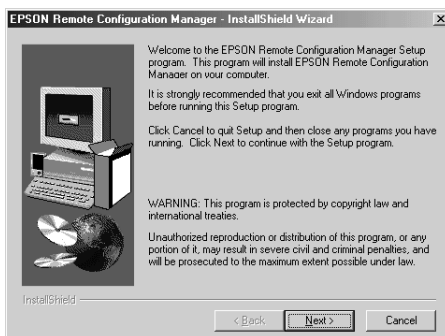 EPSON Remote Configuration Manager - InstallShield Wizard
Welcome to the EPSON Remote Configuration Manager Setup
program. This program will install EPSON Remote Configuration
Manager on your computer.
It is strongly recommended that you exit all Windows programs
before running this Setup program.
Click Cancel to quit Setup and then close any programs you have
running. Click Next to continue with the Setup program.
WARNING: This program is protected by copyright law and
international treaties.
Unauthorized reproduction or distribution of this program, or any
portion of it, may result in severe civil and criminal penalties, and
will be prosecuted to the maximum extent possible under law.
InstallShield
< Back Next > Cancel